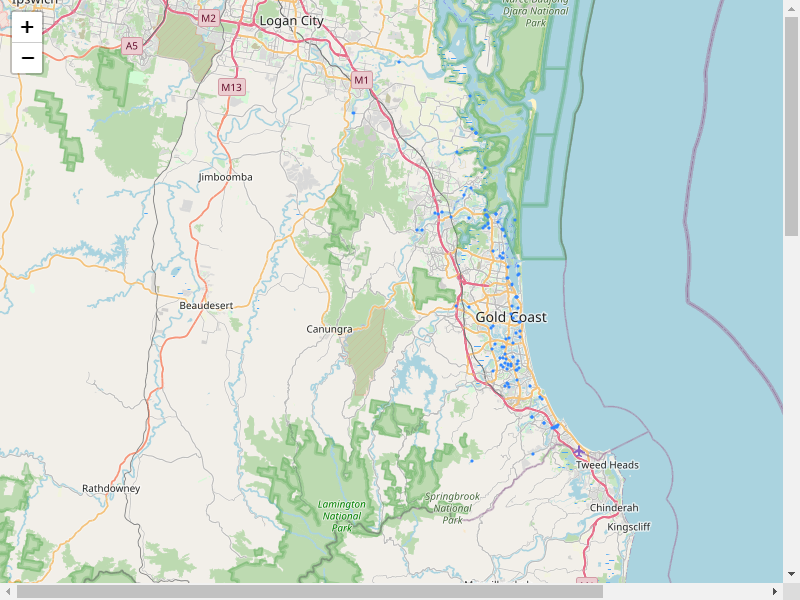 Naree Budjong
Djara National
Park
Logan City
M2
+
A5
−
M1
M13
Jimboomba
Beaudesert
Gold Coast
Canungra
Tweed Heads
Rathdowney
Springbrook
National
Park
Lamington
National
Park
Chinderah
Kingscliff